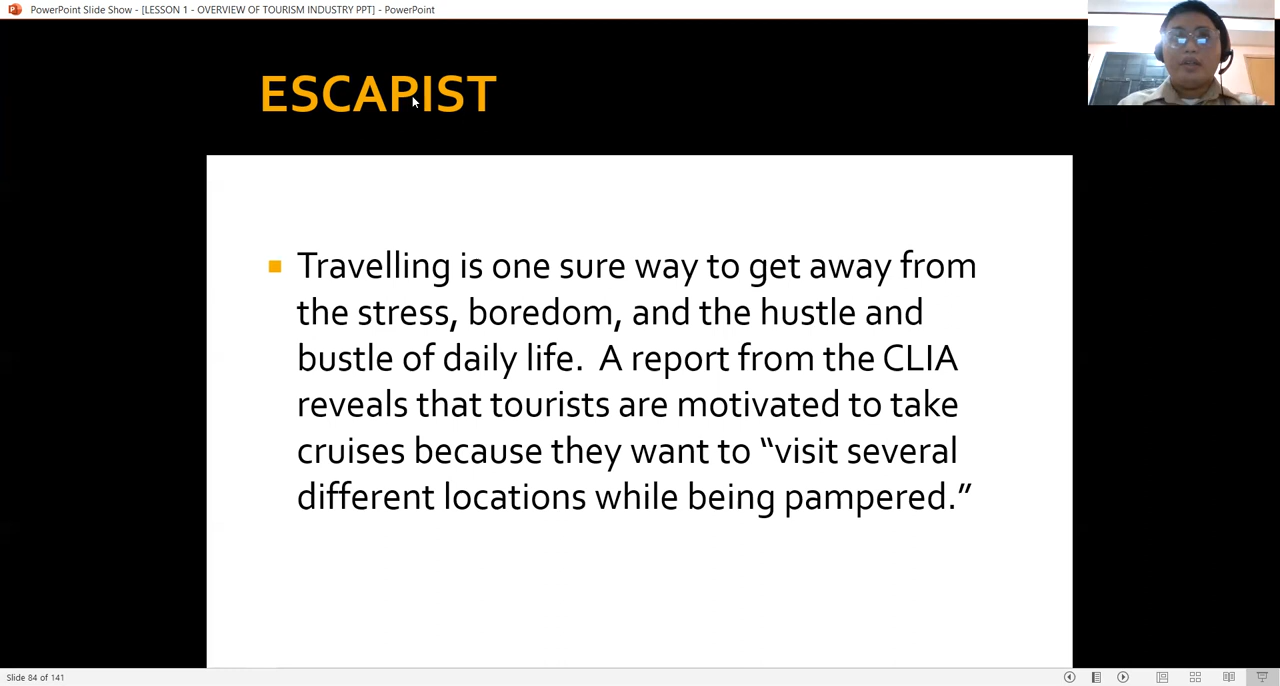 PowerPoint Slide Show - [LESSON 1 - OVERVIEW OF TOURISM INDUSTRY PPT] - PowerPoint
ESCAPIST
Travelling is one sure way to get away from
the stress, boredom, and the hustle and
bustle of daily life.  A report from the CLIA
reveals that tourists are motivated to take
cruises because they want to “visit several
different locations while being pampered.”
Slide 84 of 141